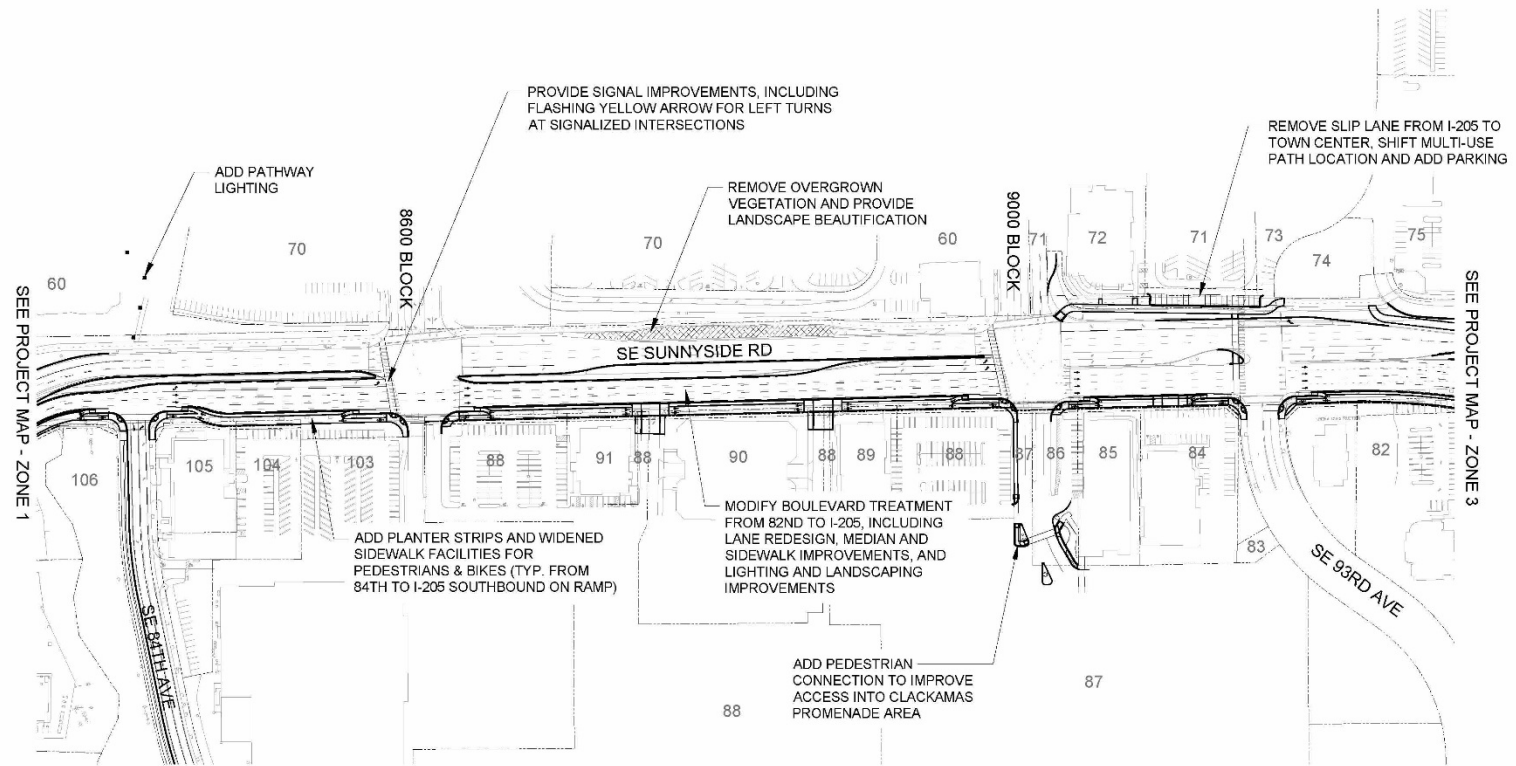 PROVIDE SIGNAL IMPROVEMENTS, INCLUDING
FLASHING YELLOW ARROW FOR LEFT TURNS
AT SIGNALIZED INTERSECTIONS
REMOVE SLIP LANE FROM I-205 TO
TOWN CENTER, SHIFT MULTI-USE
PATH LOCATION AND ADD PARKING
ADD PATHWAY
LIGHTING
REMOVE OVERGROWN
VEGETATION AND PROVIDE
LANDSCAPE BEAUTIFICATION
60
70
8600 BLOCK
70
60
9000 BLOCK
71
72
71
73
74
75
SEE PROJECT MAP - ZONE 1
SE SUNNYSIDE RD
SEE PROJECT MAP - ZONE 3
106
105
104
103
88
91
88
90
88
89
88
87
86
85
84
82
83
ADD PLANTER STRIPS AND WIDENED
SIDEWALK FACILITIES FOR
PEDESTRIANS & BIKES (TYP. FROM
84TH TO I-205 SOUTHBOUND ON RAMP)
MODIFY BOULEVARD TREATMENT
FROM 82ND TO I-205, INCLUDING
LANE REDESIGN, MEDIAN AND
SIDEWALK IMPROVEMENTS, AND
LIGHTING AND LANDSCAPING
IMPROVEMENTS
SE 84TH AVE
SE 93RD AVE
ADD PEDESTRIAN
CONNECTION TO IMPROVE
ACCESS INTO CLACKAMAS
PROMENADE AREA
88
87